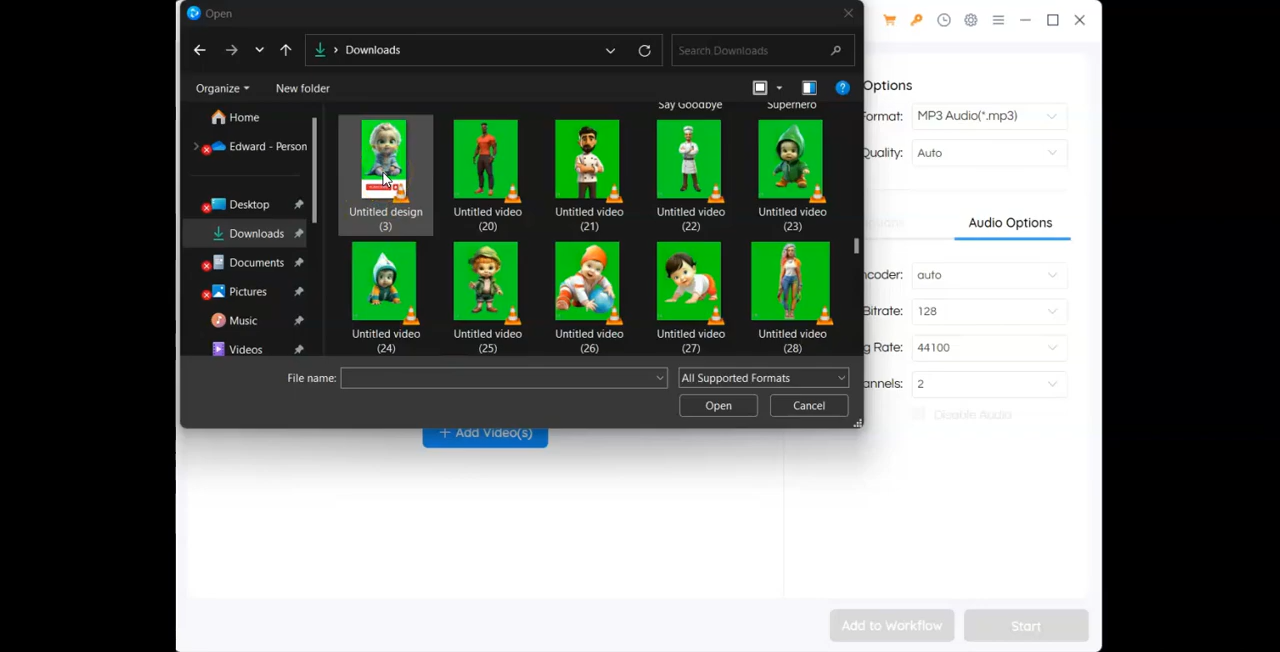 Open
Downloads
Search Downloads
Options
Organize
New folder
Say Goodbye
Superhero
Home
Format:
MP3 Audio(*.mp3)
Edward - Person
Quality:
Auto
Desktop
Untitled design
(3)
Untitled video
(20)
Untitled video
(21)
Untitled video
(22)
Untitled video
(23)
Downloads
Audio Options
Documents
ncoder:
auto
Pictures
Bitrate:
128
Music
Untitled video
(24)
Untitled video
(25)
Untitled video
(26)
Untitled video
(27)
Untitled video
(28)
Videos
g Rate:
44100
File name:
All Supported Formats
annels:
2
Open
Cancel
Disable Audio
+ Add Video(s)
Add to Workflow
Start